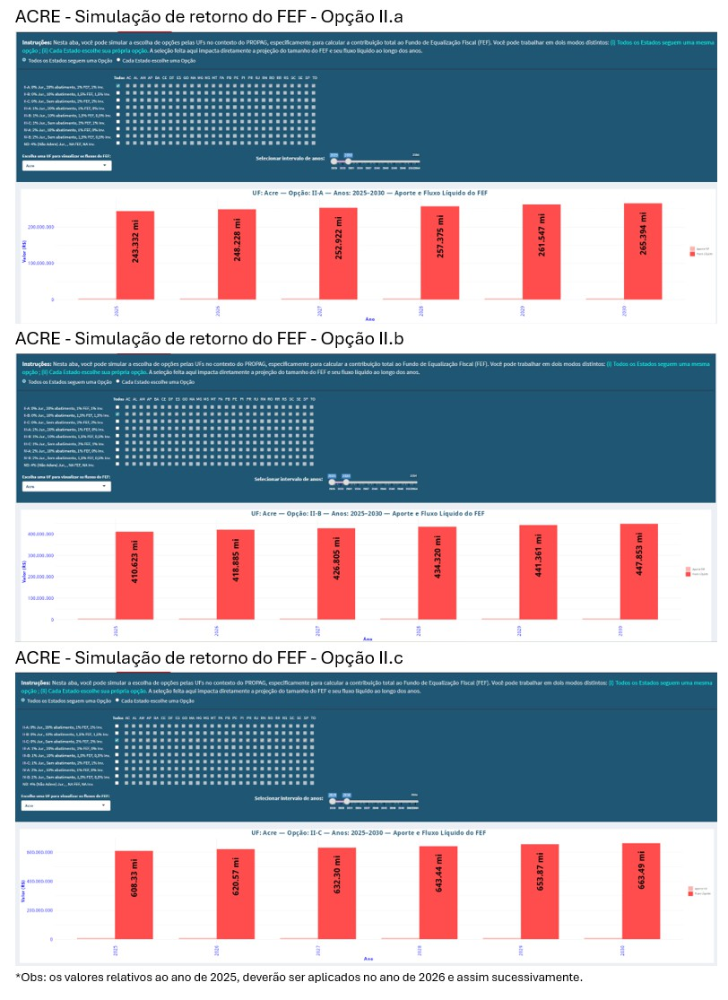 ACRE - Simulação de retorno do FEF - Opção II.a
Instruções: Nesta aba, você pode simular a escolha de opções pelas UFs no contexto do PROPAG, especificamente para calcular a contribuição total ao Fundo de Equalização Fiscal (FEF). Você pode trabalhar em dois modos distintos: (i) Todos os Estados seguem uma mesma
opção ; (ii) Cada Estado escolhe sua própria opção. A seleção feita aqui impacta diretamente a projeção do tamanho do FEF e seu fluxo líquido ao longo dos anos.
Todos os Estados seguem uma Opção Cada Estado escolhe uma Opção
Todos AC AL AM AP BA CE DF ES GO MA MG MS MT PA PB PE PI PR RJ RN RO RR RS SC SE SP TO
Escolha uma UF para visualizar os fluxos do FEF:
Selecionar intervalo de anos:
Acre
UF: Acre — Opção: II-A — Anos: 2025–2030 — Aporte e Fluxo Líquido do FEF
Valor (R$)
200.000.000
100.000.000
0
243.332 mi
248.228 mi
252.922 mi
257.375 mi
261.547 mi
265.394 mi
2025
2026
2027
2028
2029
2030
Ano
ACRE - Simulação de retorno do FEF - Opção II.b
Instruções: Nesta aba, você pode simular a escolha de opções pelas UFs no contexto do PROPAG, especificamente para calcular a contribuição total ao Fundo de Equalização Fiscal (FEF). Você pode trabalhar em dois modos distintos: (i) Todos os Estados seguem uma mesma
opção ; (ii) Cada Estado escolhe sua própria opção. A seleção feita aqui impacta diretamente a projeção do tamanho do FEF e seu fluxo líquido ao longo dos anos.
Todos os Estados seguem uma Opção Cada Estado escolhe uma Opção
Todos AC AL AM AP BA CE DF ES GO MA MG MS MT PA PB PE PI PR RJ RN RO RR RS SC SE SP TO
Escolha uma UF para visualizar os fluxos do FEF:
Selecionar intervalo de anos:
Acre
UF: Acre — Opção: II-B — Anos: 2025–2030 — Aporte e Fluxo Líquido do FEF
Valor (R$)
400.000.000
300.000.000
200.000.000
100.000.000
0
410.623 mi
418.885 mi
426.805 mi
434.320 mi
441.361 mi
447.853 mi
2025
2026
2027
2028
2029
2030
Ano
ACRE - Simulação de retorno do FEF - Opção II.c
Instruções: Nesta aba, você pode simular a escolha de opções pelas UFs no contexto do PROPAG, especificamente para calcular a contribuição total ao Fundo de Equalização Fiscal (FEF). Você pode trabalhar em dois modos distintos: (i) Todos os Estados seguem uma mesma
opção ; (ii) Cada Estado escolhe sua própria opção. A seleção feita aqui impacta diretamente a projeção do tamanho do FEF e seu fluxo líquido ao longo dos anos.
Todos os Estados seguem uma Opção Cada Estado escolhe uma Opção
Todos AC AL AM AP BA CE DF ES GO MA MG MS MT PA PB PE PI PR RJ RN RO RR RS SC SE SP TO
Escolha uma UF para visualizar os fluxos do FEF:
Selecionar intervalo de anos:
Acre
UF: Acre — Opção: II-C — Anos: 2025–2030 — Aporte e Fluxo Líquido do FEF
Valor (R$)
600.000.000
400.000.000
200.000.000
0
608.33 mi
620.57 mi
632.30 mi
643.44 mi
653.87 mi
663.49 mi
2025
2026
2027
2028
2029
2030
Ano
*Obs: os valores relativos ao ano de 2025, deverão ser aplicados no ano de 2026 e assim sucessivamente.